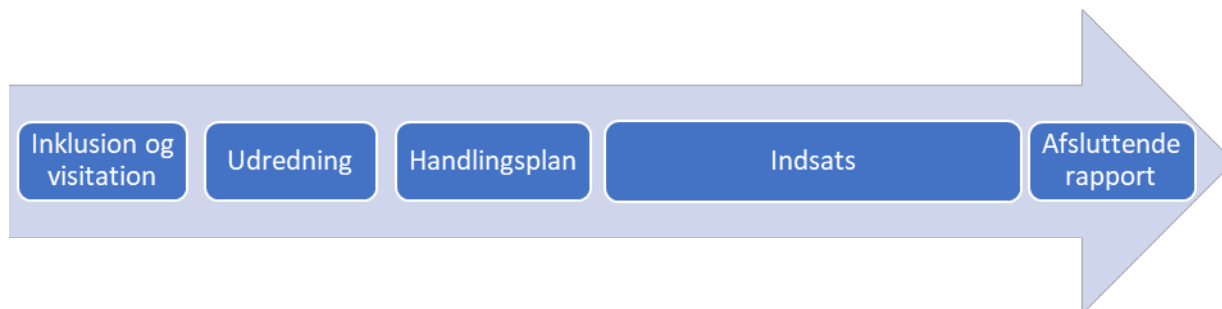 Inklusion og
visitation
Udredning
Handlingsplan
Indsats
Afsluttende
rapport